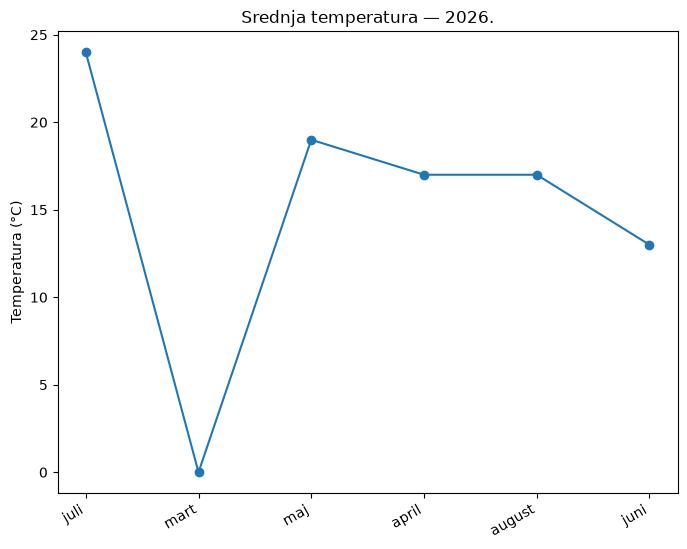 Srednja temperatura — 2026.
Temperatura (°C)
25
20
15
10
5
0
juli
mart
maj
april
august
juni